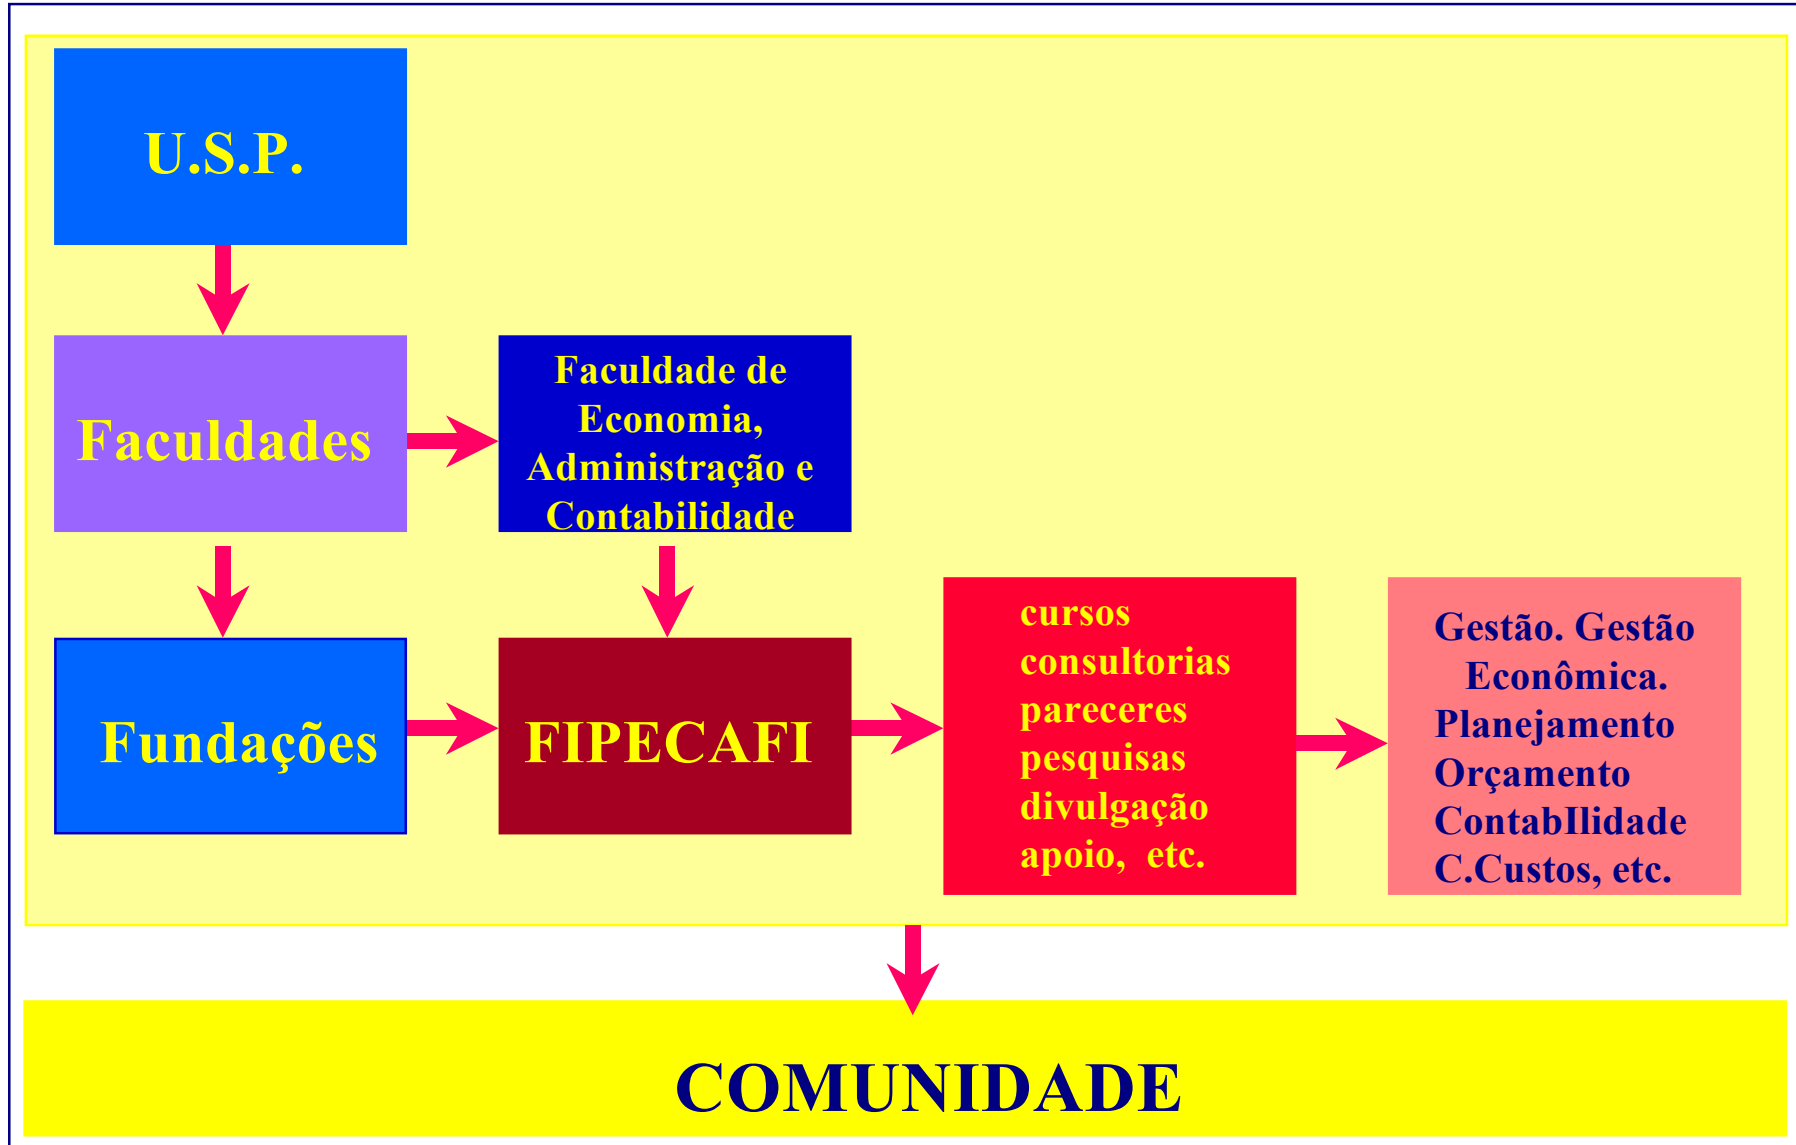 U.S.P.
Faculdades
Faculdade de
Economia,
Administração e
Contabilidade
Fundações
FIPECAFI
cursos
consultorias
pareceres
pesquisas
divulgação
apoio, etc.
Gestão. Gestão
Econômica.
Planejamento
Orçamento
ContabIlidade
C.Custos, etc.
COMUNIDADE